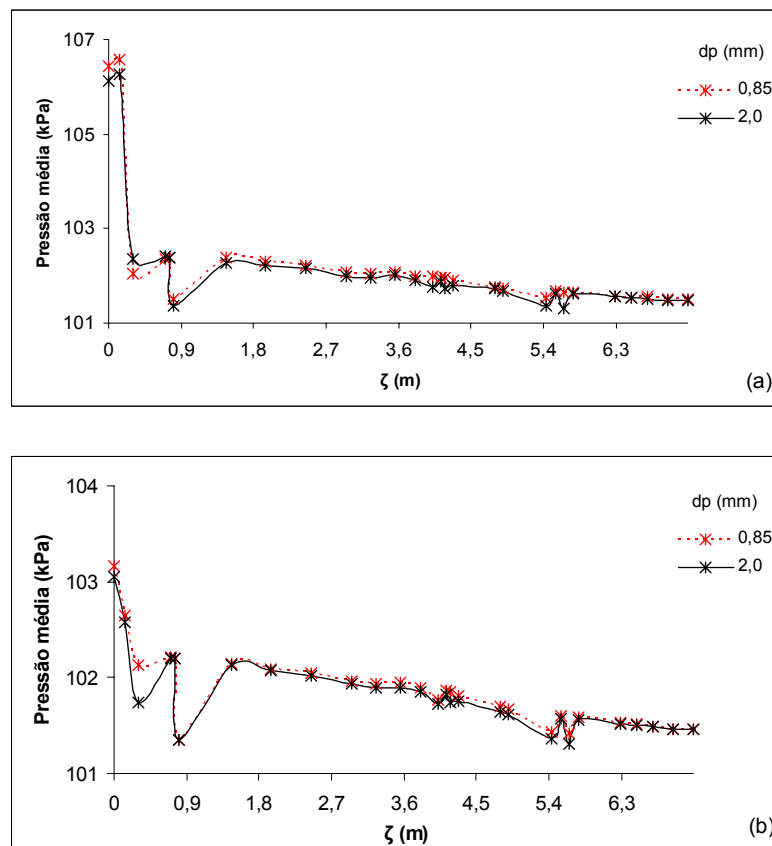 107
105
103
101
Pressão média (kPa)
0 0,9 1,8 2,7 3,6 4,5 5,4 6,3
ζ (m)
dp (mm)
0,85
2,0
(a)
104
103
102
101
Pressão média (kPa)
0 0,9 1,8 2,7 3,6 4,5 5,4 6,3
ζ (m)
dp (mm)
0,85
2,0
(b)